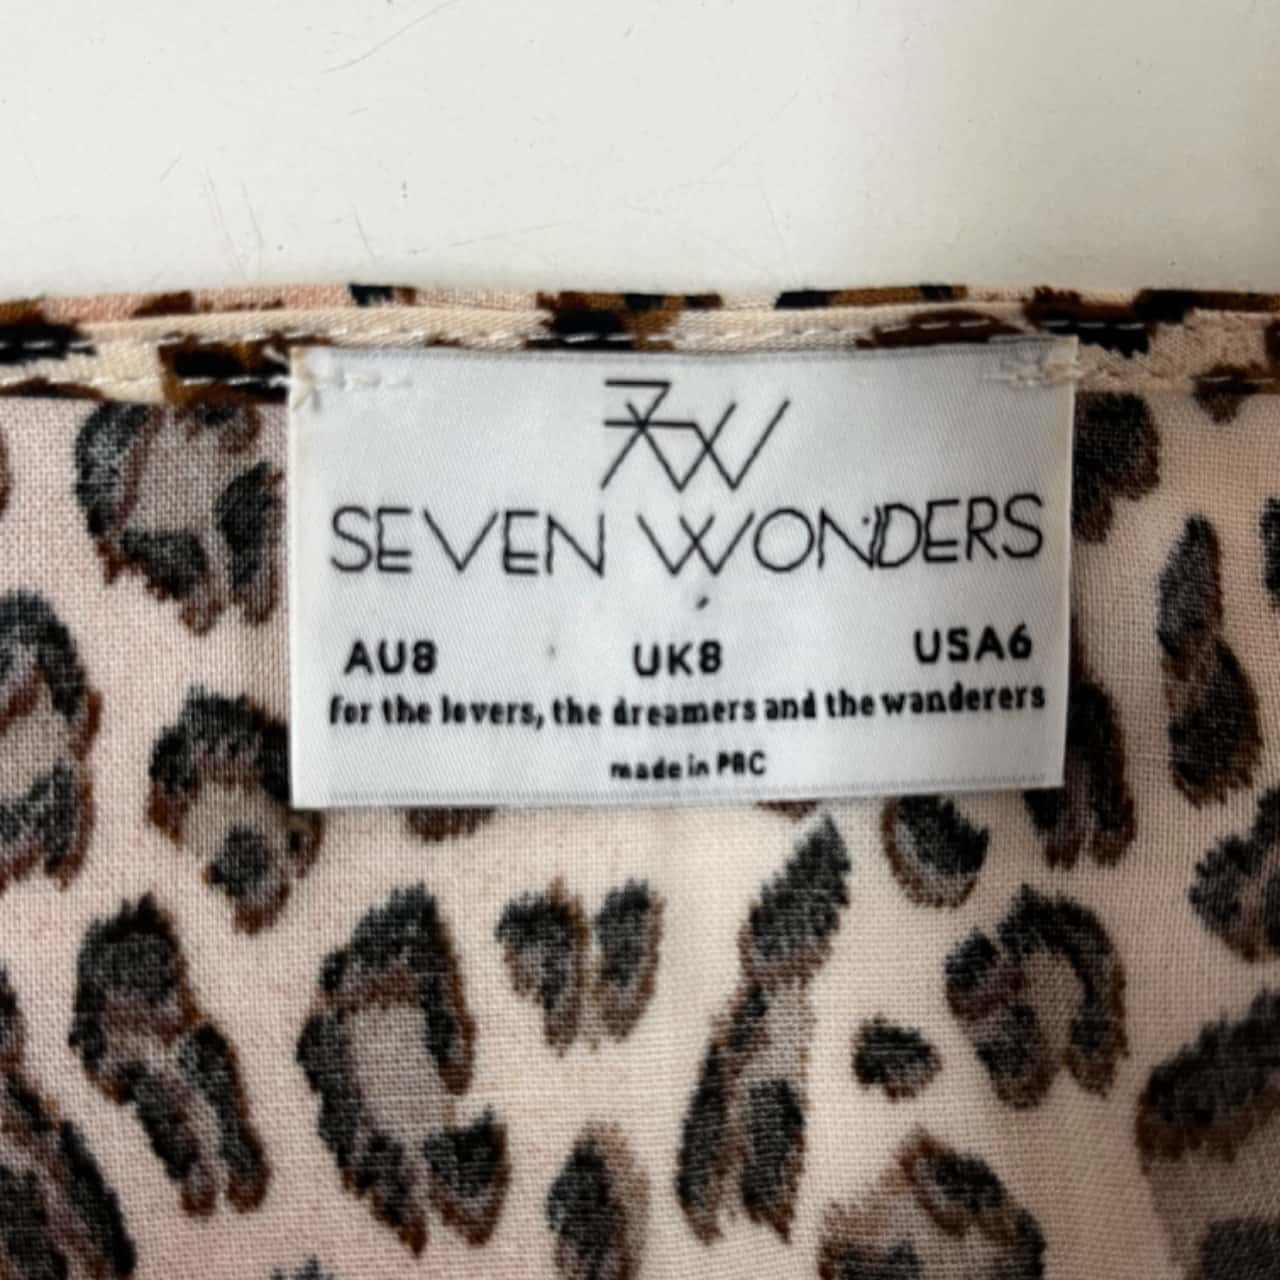 7W
SEVEN WONDERS
AU8 UK8 USA6
for the lovers, the dreamers and the wanderers
made in PRC